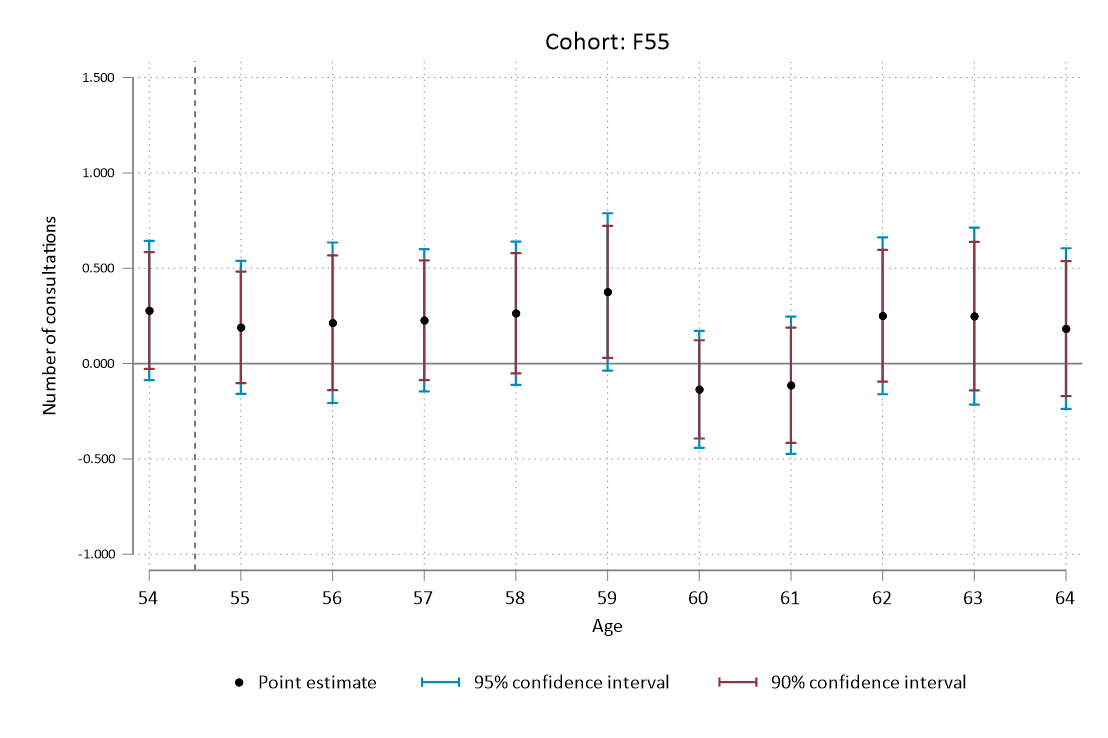 Cohort: F55
Number of consultations
1.500
1.000
0.500
0.000
-0.500
-1.000
54 55 56 57 58 59 60 61 62 63 64
Age
Point estimate 95% confidence interval 90% confidence interval